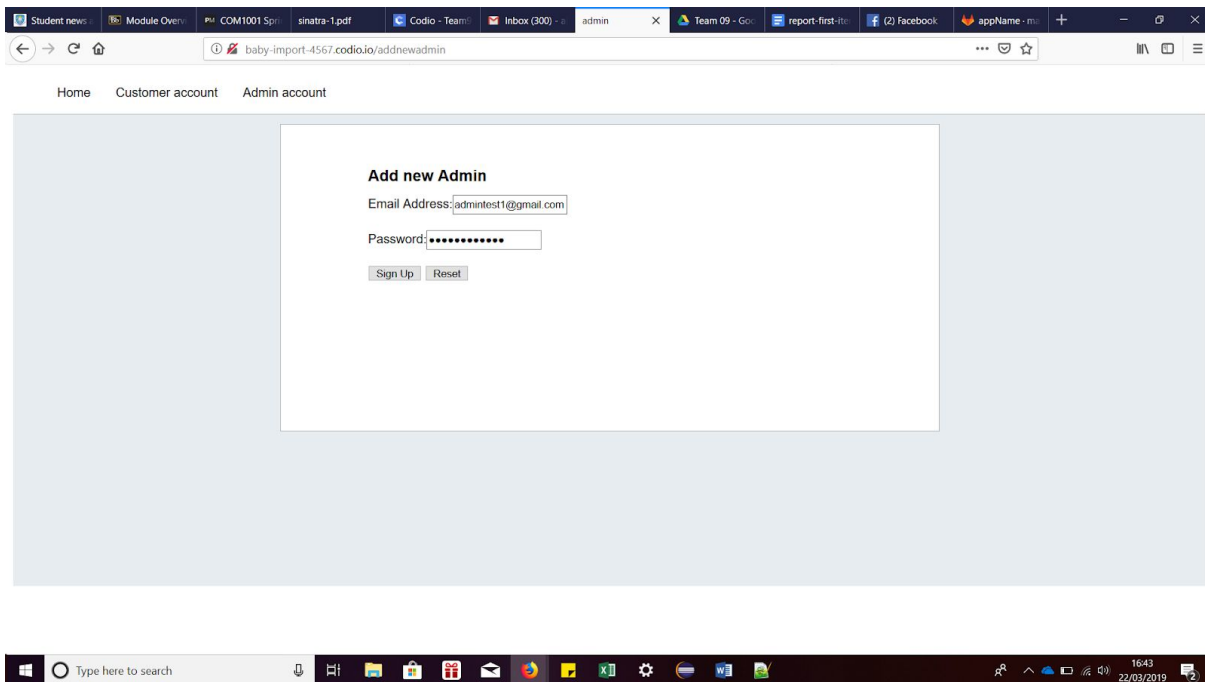 Student news a
Module Overvi
COM1001 Spri
sinatra-1.pdf
Codio - Team9
Inbox (300) - a
admin
Team 09 - Goo
report-first-ite
(2) Facebook
appName · ma
baby-import-4567.codio.io/addnewadmin
Home Customer account Admin account
Add new Admin
Email Address: admintest1@gmail.com
Password: ••••••••••••
Sign Up Reset
Type here to search
16:43
22/03/2019